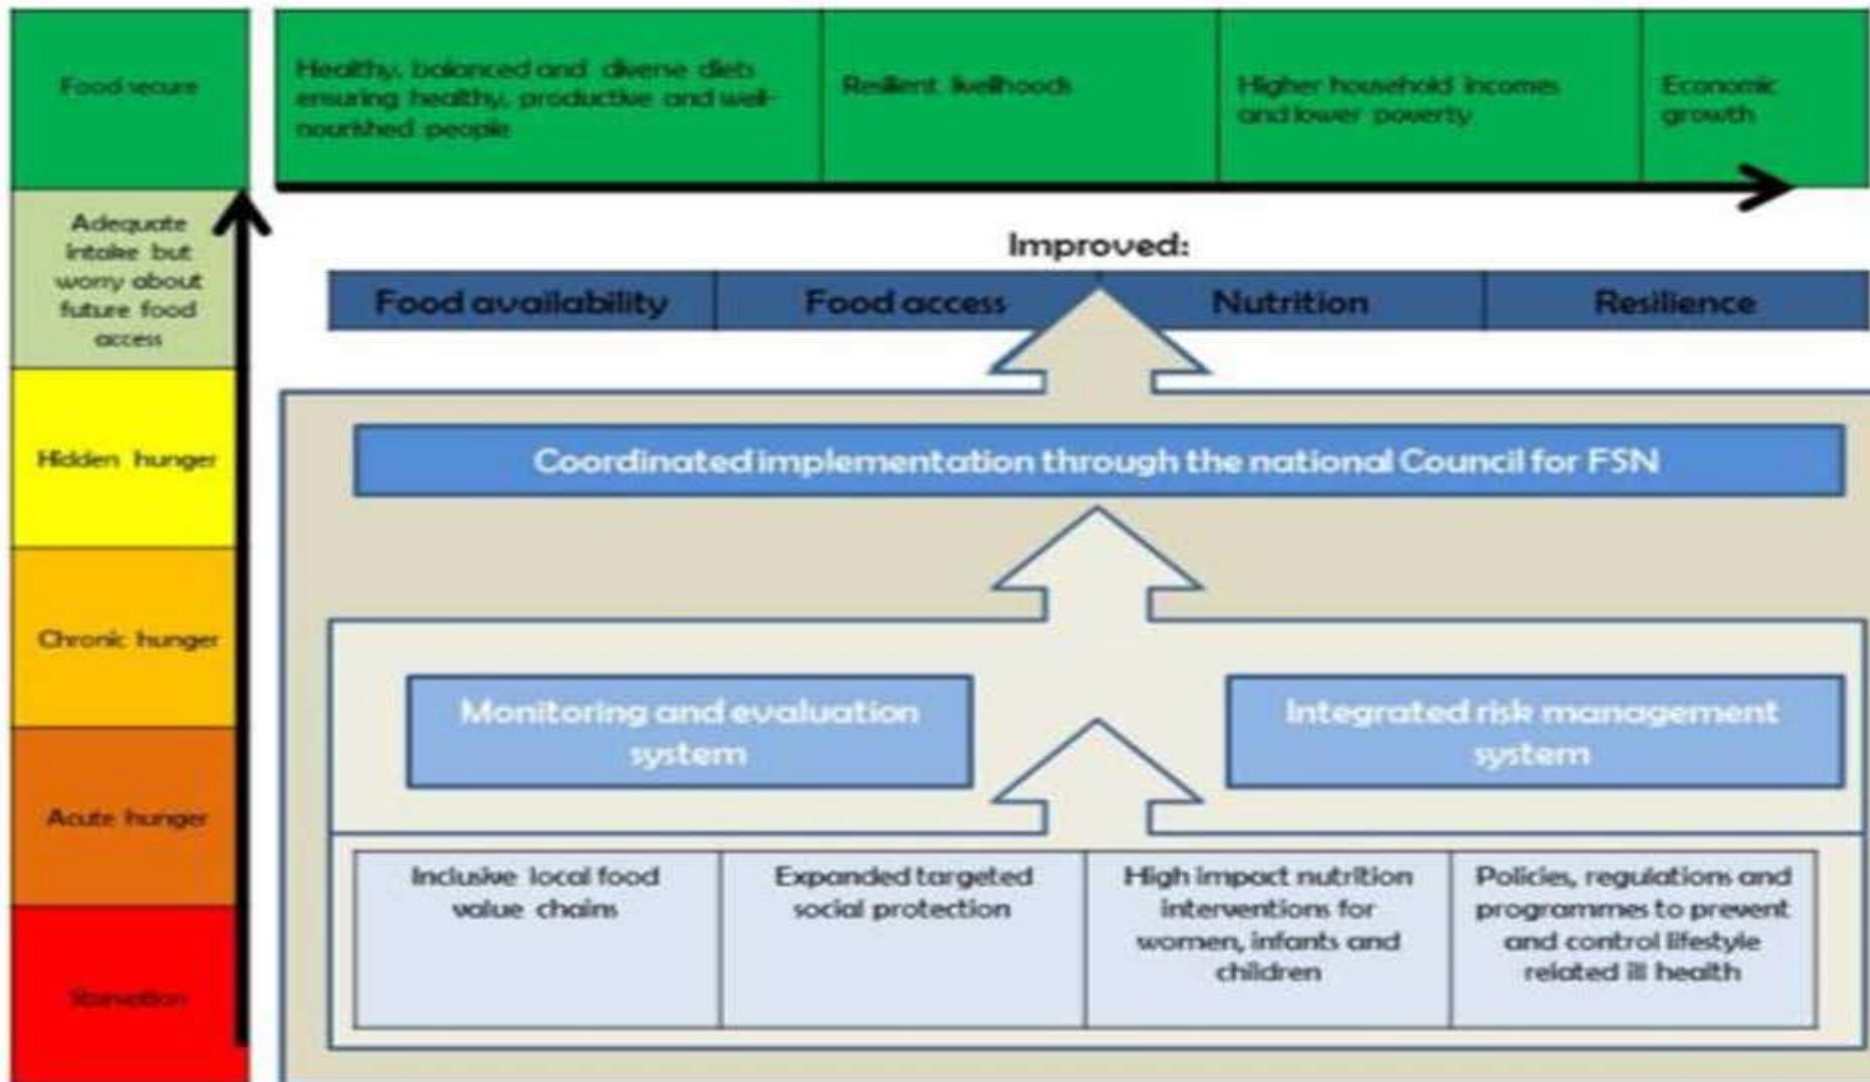 Food secure
Healthy, balanced and diverse diets
ensuring healthy, productive and well-
nourished people
Resilient livelihoods
Higher household incomes
and lower poverty
Economic
growth
Adequate
intake but
worry about
future food
access
Improved:
Food availability
Food access
Nutrition
Resilience
Hidden hunger
Coordinated implementation through the national Council for FSN
Chronic hunger
Monitoring and evaluation
system
Integrated risk management
system
Acute hunger
Inclusive local food
value chains
Expanded targeted
social protection
High impact nutrition
interventions for
women, infants and
children
Policies, regulations and
programmes to prevent
and control lifestyle
related ill health
Starvation